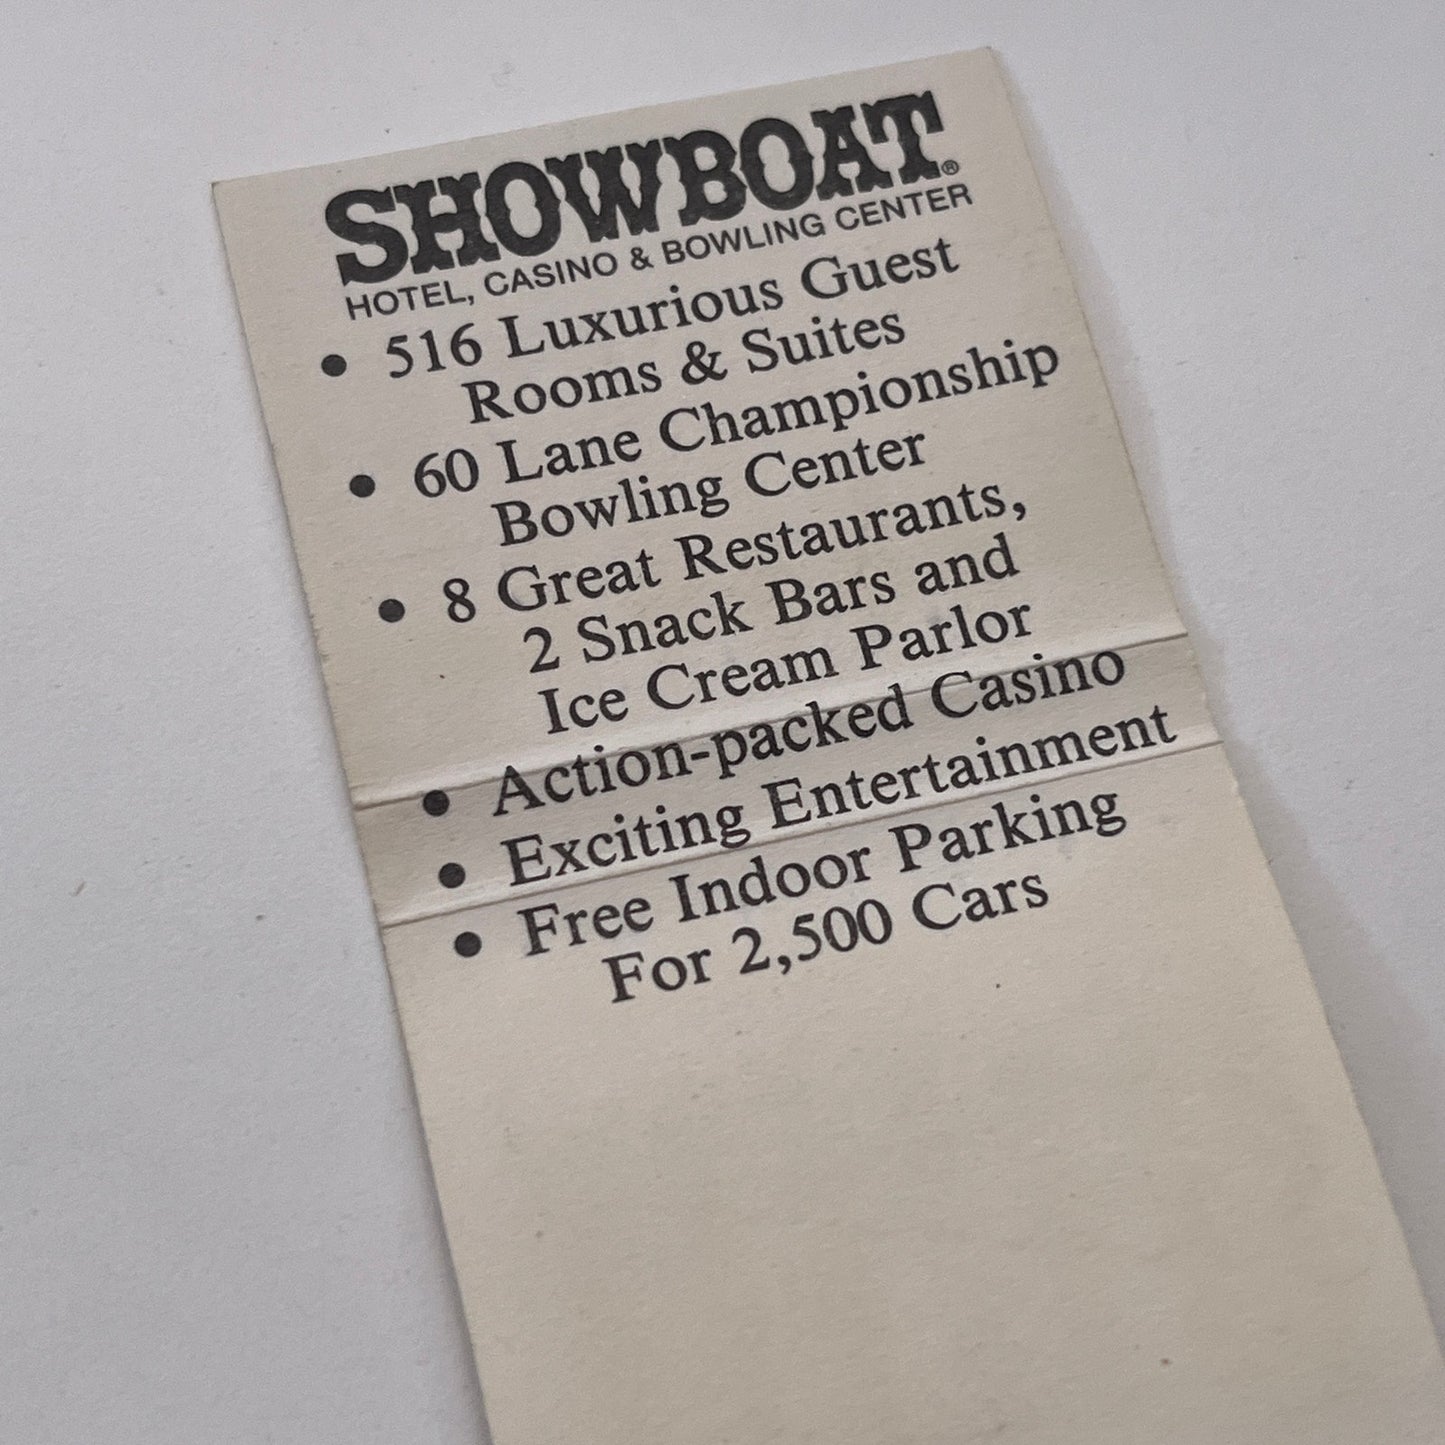 SHOWBOAT®
HOTEL, CASINO & BOWLING CENTER
• 516 Luxurious Guest
Rooms & Suites
• 60 Lane Championship
Bowling Center
• 8 Great Restaurants,
2 Snack Bars and
Ice Cream Parlor
• Action-packed Casino
• Exciting Entertainment
• Free Indoor Parking
For 2,500 Cars